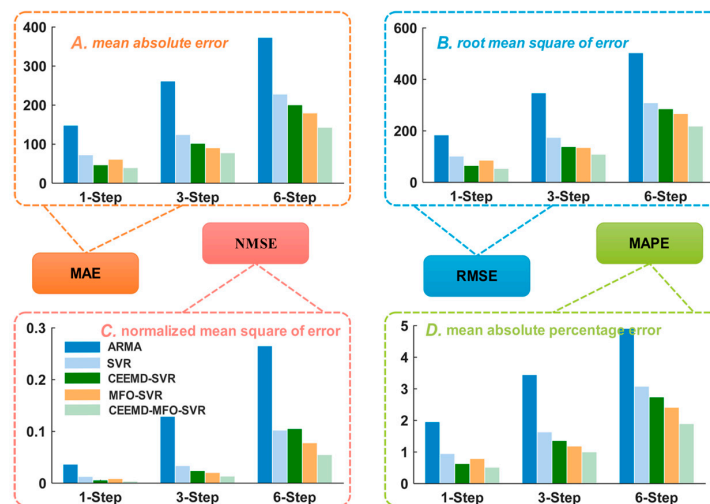 A. mean absolute error
400
300
200
100
0
1-Step 3-Step 6-Step
B. root mean square of error
600
400
200
0
1-Step 3-Step 6-Step
MAE
NMSE
RMSE
MAPE
C. normalized mean square of error
0.3
0.2
0.1
0
ARMA
SVR
CEEMD-SVR
MFO-SVR
CEEMD-MFO-SVR
1-Step 3-Step 6-Step
D. mean absolute percentage error
5
4
3
2
1
0
1-Step 3-Step 6-Step